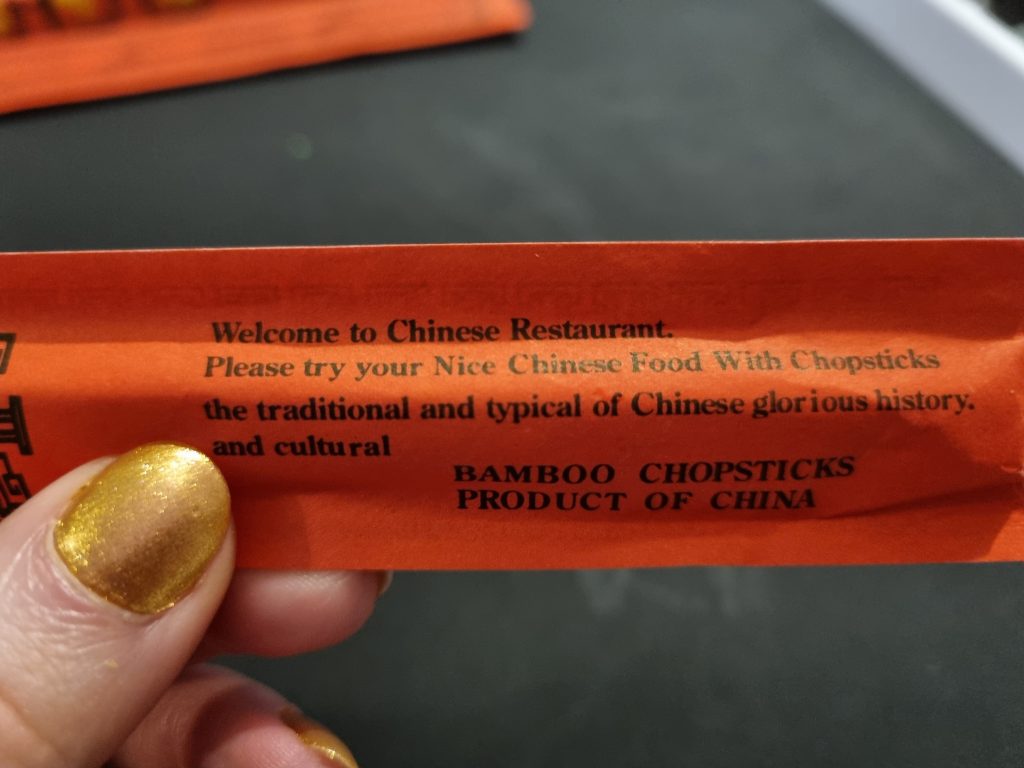 Welcome to Chinese Restaurant.
Please try your Nice Chinese Food With Chopsticks
the traditional and typical of Chinese glorious history.
and cultural
BAMBOO CHOPSTICKS
PRODUCT OF CHINA